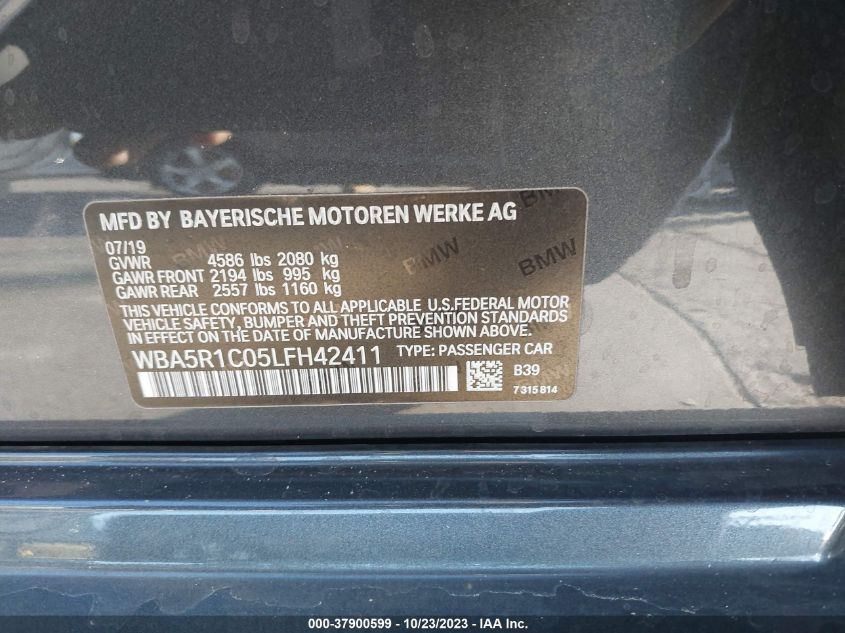 MFD BY BAYERISCHE MOTOREN WERKE AG
07/19
GVWR 4586 lbs 2080 kg
GAWR FRONT 2194 lbs 995 kg
GAWR REAR 2557 lbs 1160 kg
THIS VEHICLE CONFORMS TO ALL APPLICABLE U.S.FEDERAL MOTOR
VEHICLE SAFETY, BUMPER AND THEFT PREVENTION STANDARDS
IN EFFECT ON THE DATE OF MANUFACTURE SHOWN ABOVE.
WBA5R1C05LFH42411 TYPE: PASSENGER CAR
B39
7 315 814
BMW
BMW
BMW
000-37900599 - 10/23/2023 - IAA Inc.